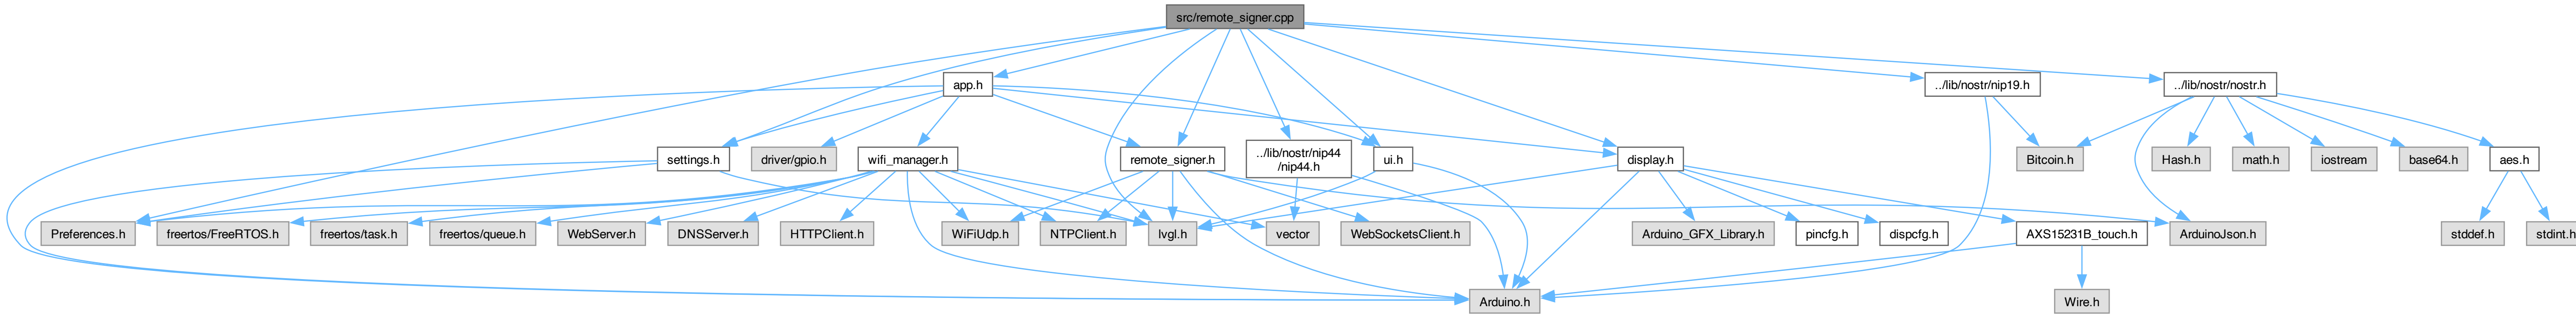 src/remote_signer.cpp
app.h
../lib/nostr/nip19.h
../lib/nostr/nostr.h
settings.h
driver/gpio.h
wifi_manager.h
remote_signer.h
../lib/nostr/nip44
/nip44.h
ui.h
display.h
Bitcoin.h
Hash.h
math.h
iostream
base64.h
aes.h
Preferences.h
freertos/FreeRTOS.h
freertos/task.h
freertos/queue.h
WebServer.h
DNSServer.h
HTTPClient.h
WiFiUdp.h
NTPClient.h
lvgl.h
vector
WebSocketsClient.h
Arduino_GFX_Library.h
pincfg.h
dispcfg.h
AXS15231B_touch.h
ArduinoJson.h
stddef.h
stdint.h
Arduino.h
Wire.h